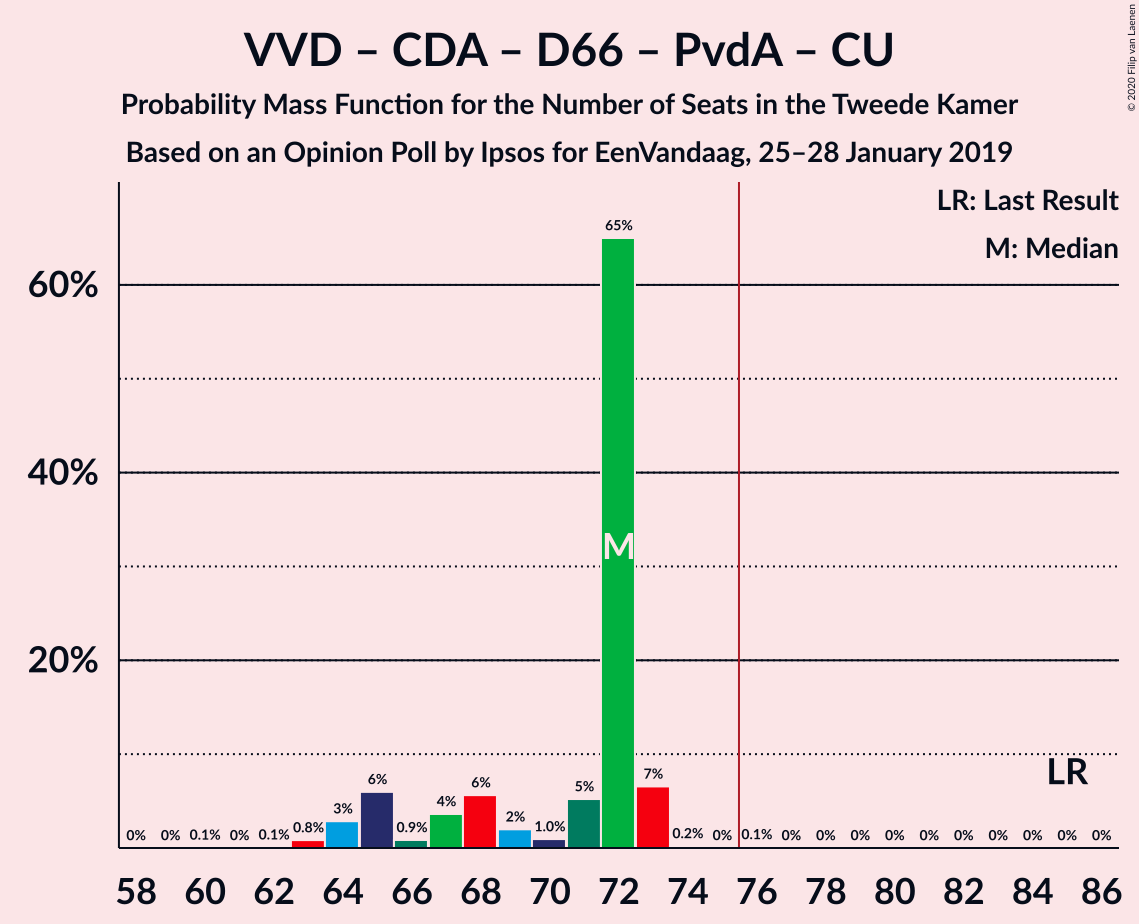 VVD – CDA – D66 – PvdA – CU
Probability Mass Function for the Number of Seats in the Tweede Kamer
Based on an Opinion Poll by Ipsos for EenVandaag, 25–28 January 2019
© 2020 Filip van Laenen
LR: Last Result
M: Median
60%
40%
20%
0% 0% 0.1% 0% 0.1% 0.8% 3% 6% 0.9% 4% 6% 2% 1.0% 5% 65% 7% 0.2% 0% 0.1% 0% 0% 0% 0% 0% 0% 0% 0% 0% 0%
M
LR
58 60 62 64 66 68 70 72 74 76 78 80 82 84 86